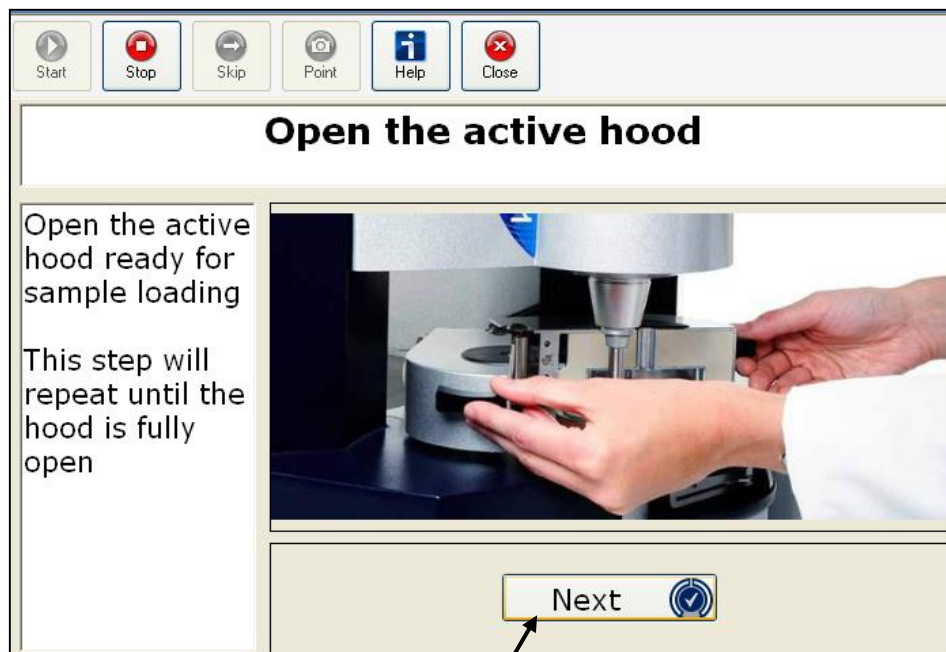 Start Stop Skip Point Help Close
Open the active hood
Open the active
hood ready for
sample loading
This step will
repeat until the
hood is fully
open
Next